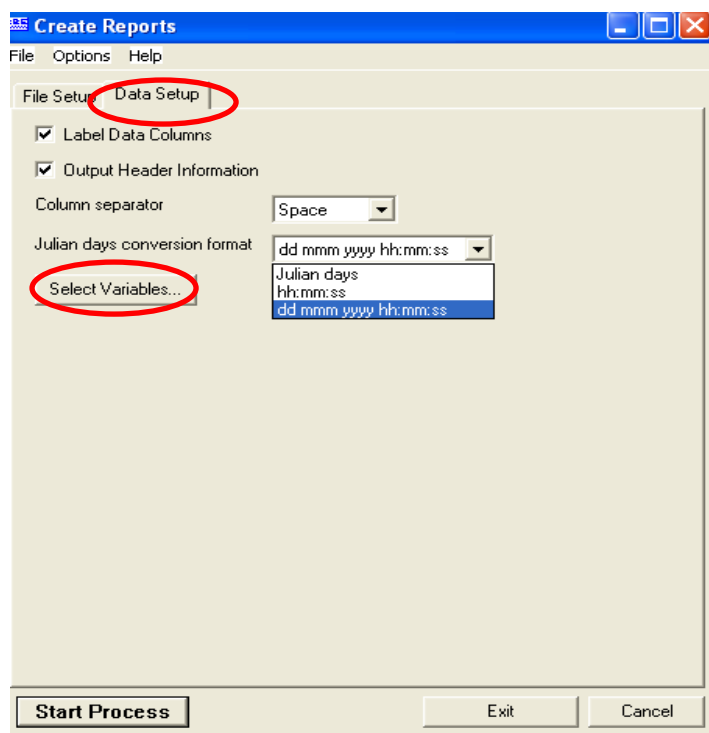 Create Reports
File Options Help
File Setup Data Setup
Label Data Columns
Output Header Information
Column separator Space
Julian days conversion format dd mmm yyyy hh:mm:ss
Julian days
Select Variables... hh:mm:ss
dd mmm yyyy hh:mm:ss
Start Process Exit Cancel